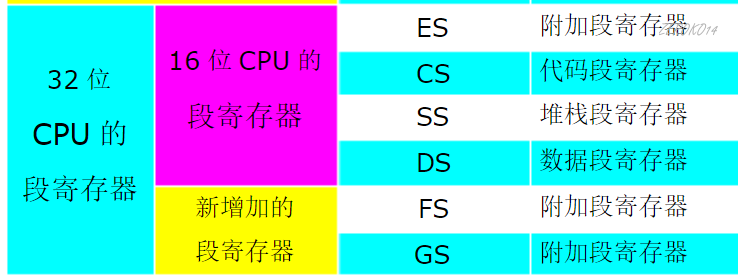 32 位
CPU 的
段寄存器
16 位 CPU 的
段寄存器
ES
附加段寄存器
CS
代码段寄存器
SS
堆栈段寄存器
DS
数据段寄存器
新增加的
段寄存器
FS
附加段寄存器
GS
附加段寄存器